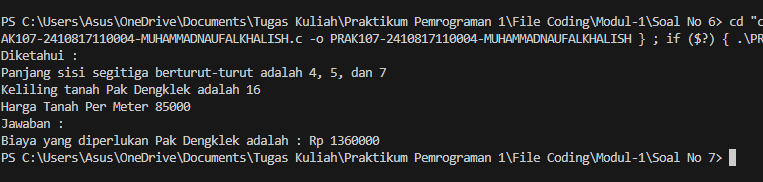 PS C:\Users\Asus\OneDrive\Documents\Tugas Kuliah\Praktikum Pemrograman 1\File Coding\Modul-1\Soal No 6> cd "c
AK107-2410817110004-MUHAMMADNAUFALKHALISH.c -o PRAK107-2410817110004-MUHAMMADNAUFALKHALISH } ; if ($?) { .\PR
Diketahui :
Panjang sisi segitiga berturut-turut adalah 4, 5, dan 7
Keliling tanah Pak Dengklek adalah 16
Harga Tanah Per Meter 85000
Jawaban :
Biaya yang diperlukan Pak Dengklek adalah : Rp 1360000
PS C:\Users\Asus\OneDrive\Documents\Tugas Kuliah\Praktikum Pemrograman 1\File Coding\Modul-1\Soal No 7>